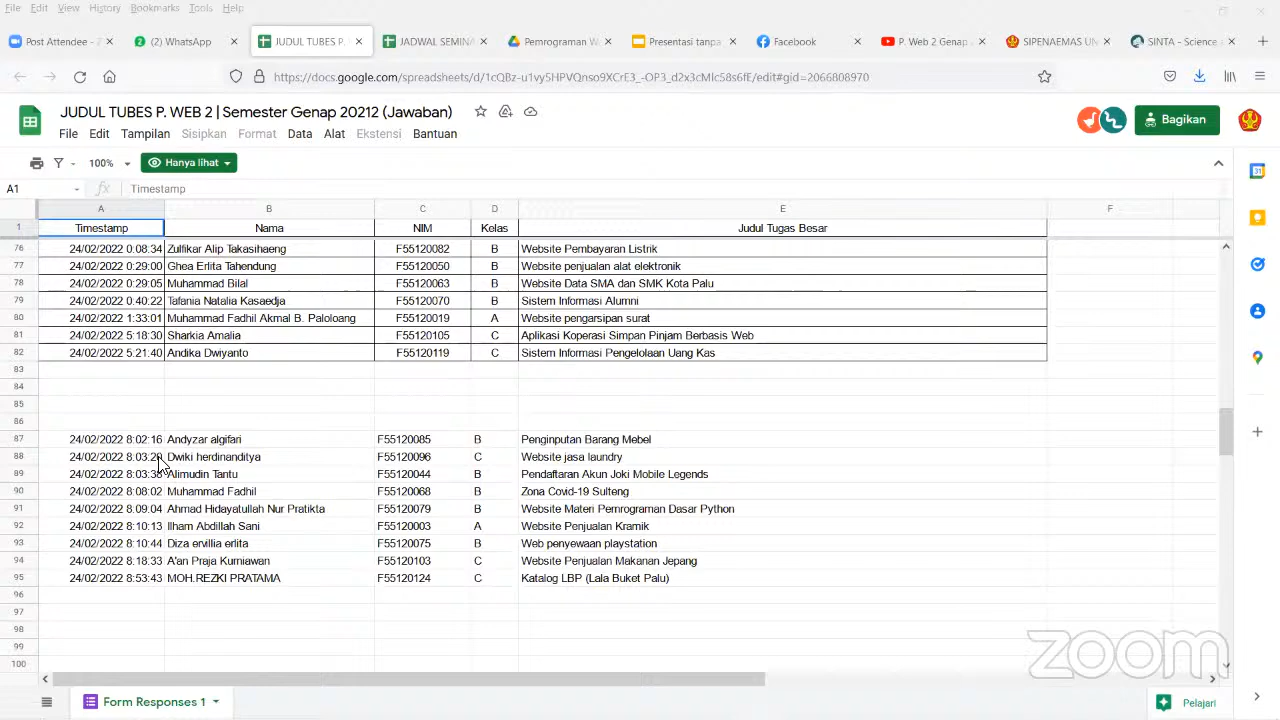 File Edit View History Bookmarks Tools Help
Post Attendee - Z (2) WhatsApp JUDUL TUBES P. JADWAL SEMINA Pemrograman W Presentasi tanpa Facebook P. Web 2 Genap SIPENAEMAS UN SINTA - Science
https://docs.google.com/spreadsheets/d/1cQBz-u1vy5HPVQnso9XCrE3_-OP3_d2x3cMlc58s6fE/edit#gid=2066808970
JUDUL TUBES P. WEB 2 | Semester Genap 20212 (Jawaban)
File Edit Tampilan Sisipkan Format Data Alat Ekstensi Bantuan
Bagikan
100% Hanya lihat
A1 fx Timestamp
A B C D E F
1 Timestamp Nama NIM Kelas Judul Tugas Besar
76 24/02/2022 0:08:34 Zulfikar Alip Takasihaeng F55120082 B Website Pembayaran Listrik
77 24/02/2022 0:29:00 Ghea Erlita Tahendung F55120050 B Website penjualan alat elektronik
78 24/02/2022 0:29:05 Muhammad Bilal F55120063 B Website Data SMA dan SMK Kota Palu
79 24/02/2022 0:40:22 Tafania Natalia Kasaedja F55120070 B Sistem Informasi Alumni
80 24/02/2022 1:33:01 Muhammad Fadhil Akmal B. Paloloang F55120019 A Website pengarsipan surat
81 24/02/2022 5:18:30 Sharkia Amalia F55120105 C Aplikasi Koperasi Simpan Pinjam Berbasis Web
82 24/02/2022 5:21:40 Andika Dwiyanto F55120119 C Sistem Informasi Pengelolaan Uang Kas
83
84
85
86
87 24/02/2022 8:02:16 Andyzar algifari F55120085 B Penginputan Barang Mebel
88 24/02/2022 Dwiki herdinanditya F55120096 C Website jasa laundry
89 24/02/2022 Alimudin Tantu F55120044 B Pendaftaran Akun Joki Mobile Legends
90 24/02/2022 8:08:02 Muhammad Fadhil F55120068 B Zona Covid-19 Sulteng
91 24/02/2022 8:09:04 Ahmad Hidayatullah Nur Pratikta F55120079 B Website Materi Pemrograman Dasar Python
92 24/02/2022 8:10:13 Ilham Abdillah Sani F55120003 A Website Penjualan Kramik
93 24/02/2022 8:10:44 Diza ervillia erlita F55120075 B Web penyewaan playstation
94 24/02/2022 8:18:33 A'an Praja Kurniawan F55120103 C Website Penjualan Makanan Jepang
95 24/02/2022 8:53:43 MOH.REZKI PRATAMA F55120124 C Katalog LBP (Lala Buket Palu)
96
97
98
99
100
zoom
Form Responses 1
Pelajari